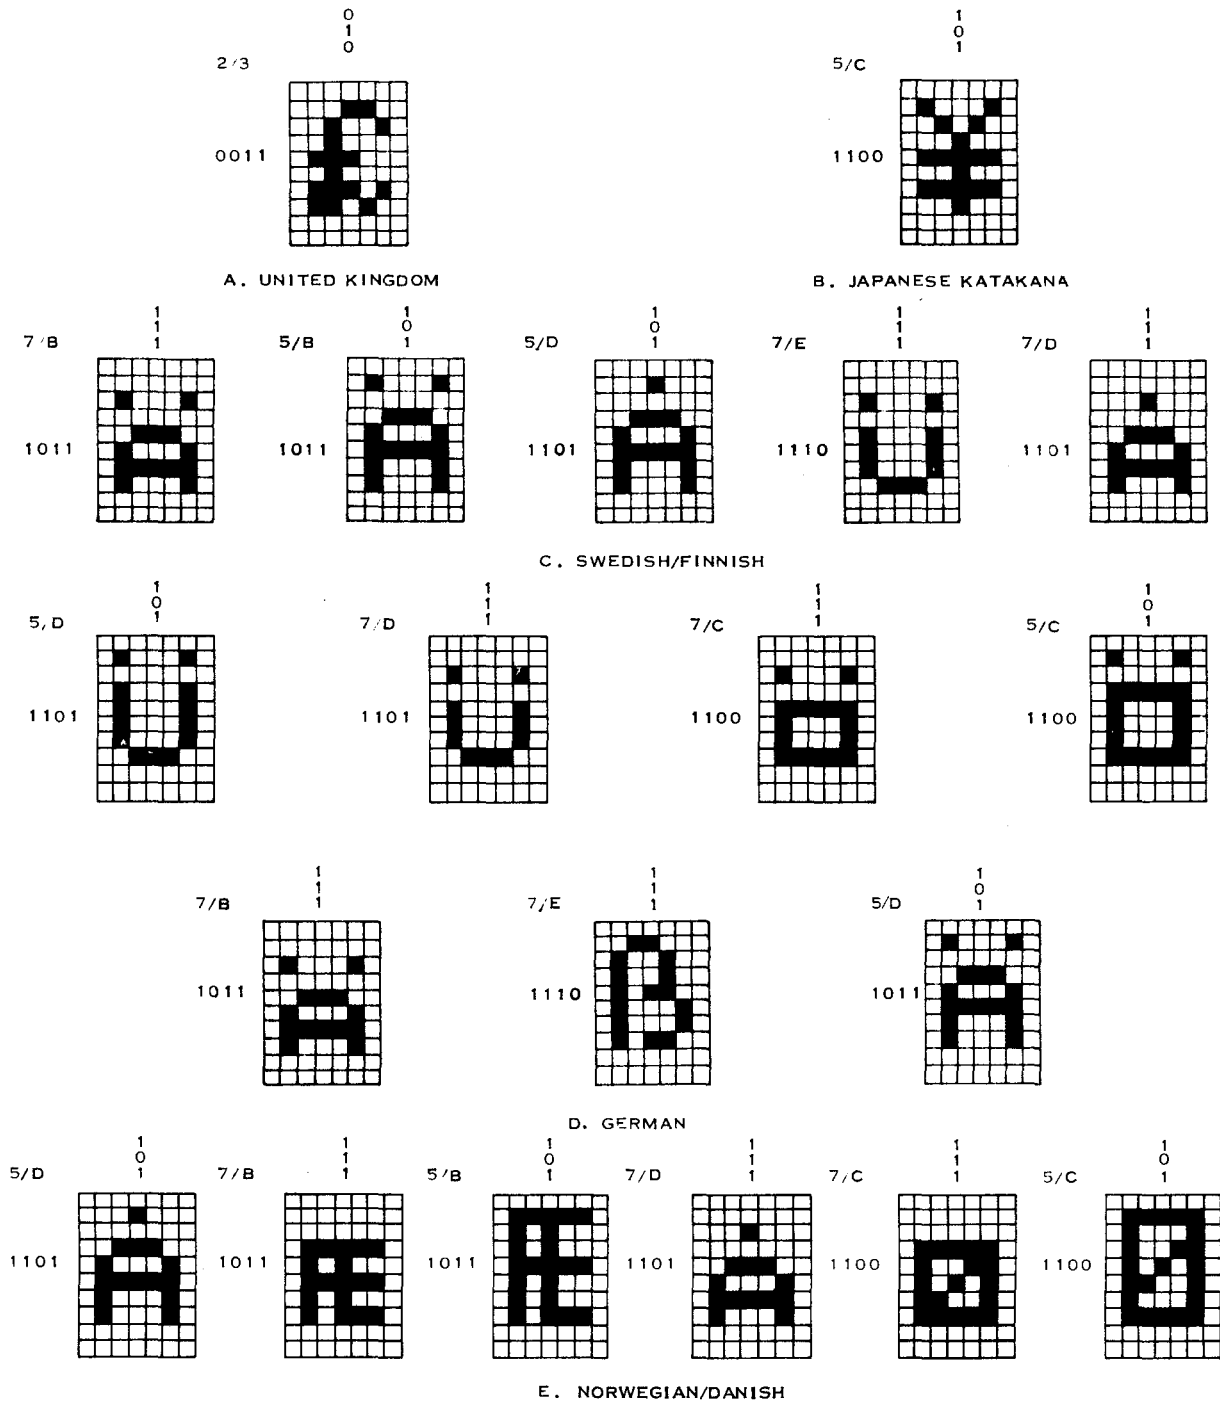 0 1
1 0
0 1
2/3 5/C
0011 1100
A. UNITED KINGDOM B. JAPANESE KATAKANA
1 1 1 1 1
1 0 0 1 1
7/B 1 5/B 1 5/D 1 7/E 1 7/D 1
1011 1011 1101 1110 1101
C. SWEDISH/FINNISH
1 1 1 1
0 1 1 0
5/D 1 7/D 1 7/C 1 5/C 1
1101 1101 1100 1100
1 1 1
1 1 0
7/B 1 7/E 1 5/D 1
1011 1110 1011
D. GERMAN
1 1 1 1 1 1
0 1 0 1 1 0
5/D 1 7/B 1 5/B 1 7/D 1 7/C 1 5/C 1
1101 1011 1011 1101 1100 1100
E. NORWEGIAN/DANISH